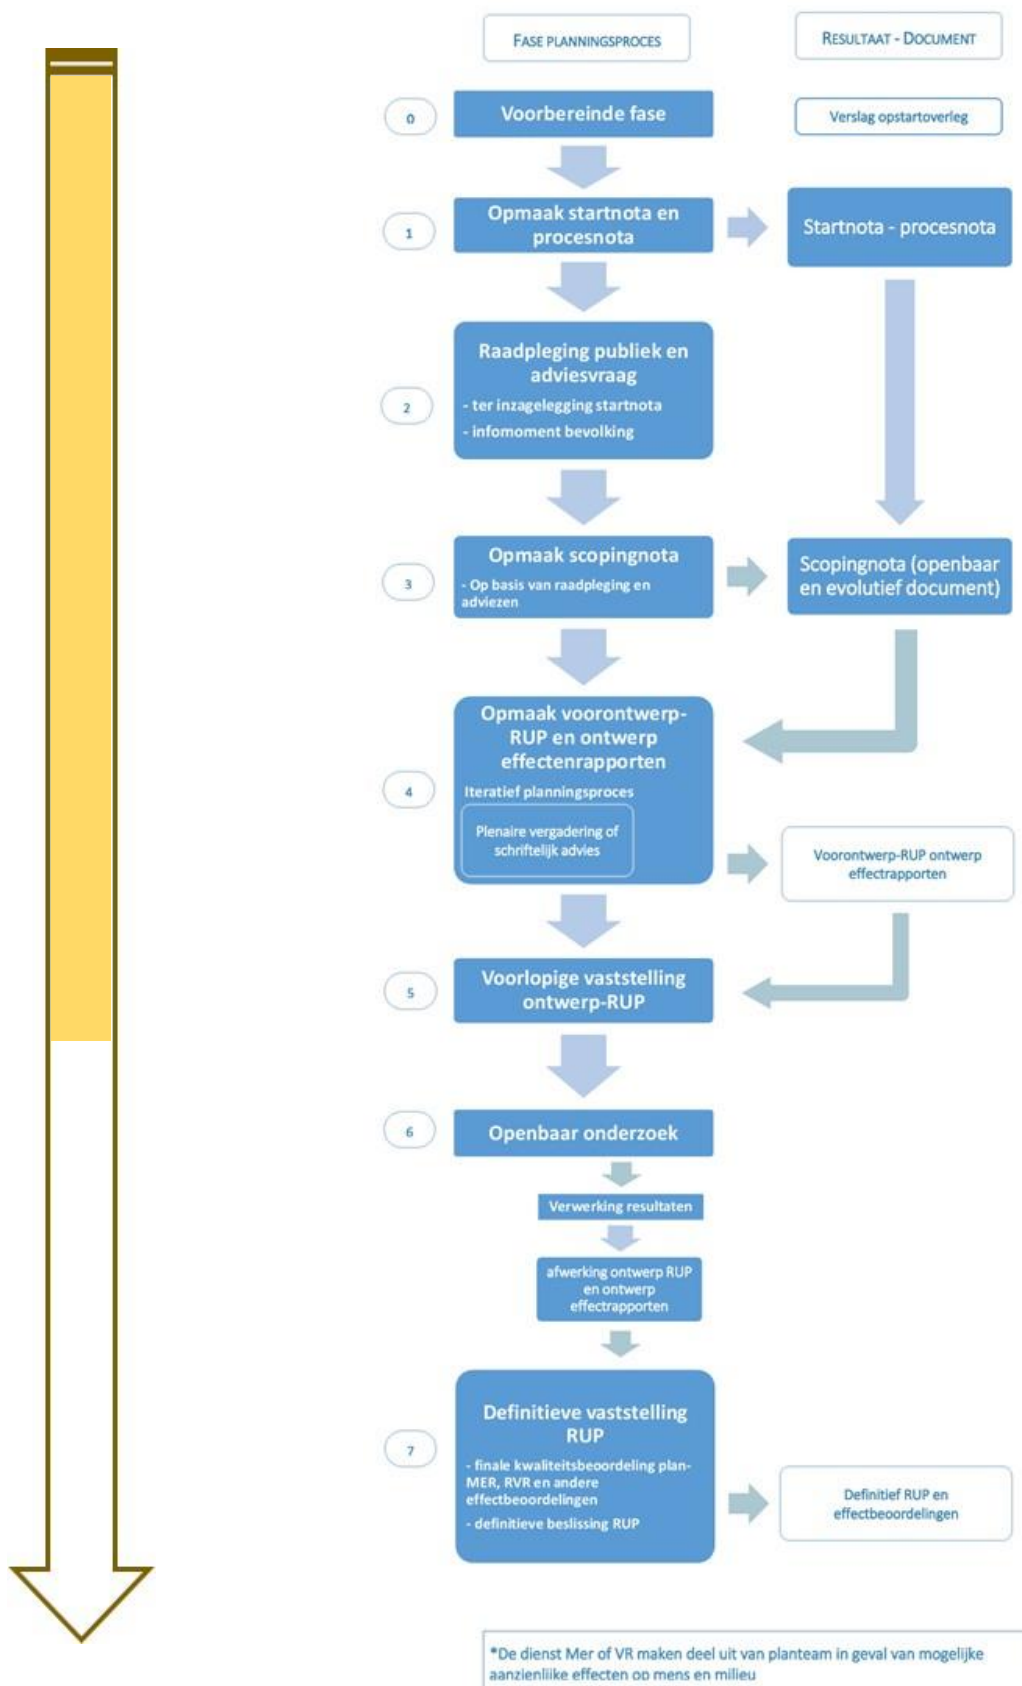 FASE PLANNINGSPROCES
RESULTAAT - DOCUMENT
0
Voorbereinde fase
Verslag opstartoverleg
1
Opmaak startnota en
procesnota
Startnota - procesnota
2
Raadpleging publiek en
adviesvraag
- ter inzagelegging startnota
- infomoment bevolking
3
Opmaak scopingnota
- Op basis van raadpleging en
adviezen
Scopingnota (openbaar
en evolutief document)
4
Opmaak voorontwerp-
RUP en ontwerp
effectenrapporten
Iteratief planningsproces
Plenaire vergadering of
schriftelijk advies
Voorontwerp-RUP ontwerp
effectrapporten
5
Voorlopige vaststelling
ontwerp-RUP
6
Openbaar onderzoek
Verwerking resultaten
afwerking ontwerp RUP
en ontwerp
effectrapporten
7
Definitieve vaststelling
RUP
- finale kwaliteitsbeoordeling plan-
MER, RVR en andere
effectbeoordelingen
- definitieve beslissing RUP
Definitief RUP en
effectbeoordelingen
*De dienst Mer of VR maken deel uit van planteam in geval van mogelijke
aanzienlijke effecten op mens en milieu